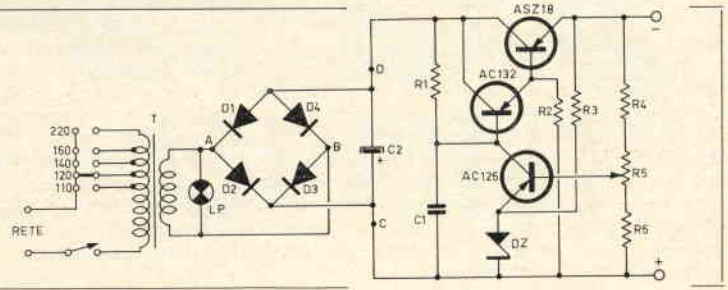 ASZ18
−
D
T
R1
AC132
R2
R3
R4
220
160
140
120
110
D1
D4
A
B
C2
+
D2
D3
LP
AC126
R5
RETE
C
C1
DZ
R6
+